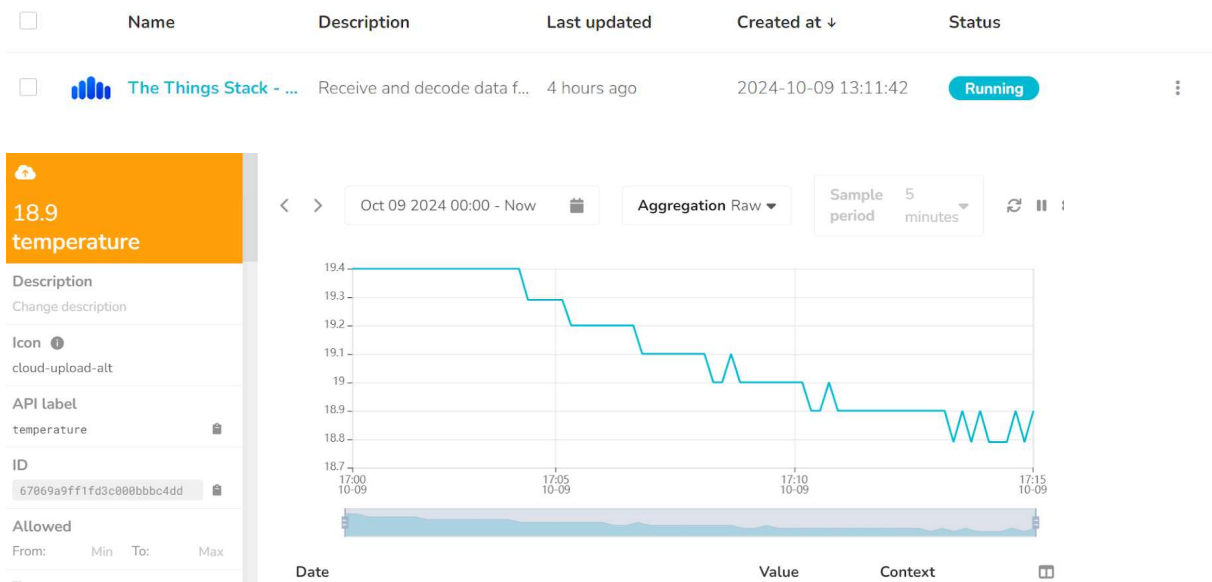 Name Description Last updated Created at ↓ Status
The Things Stack - ... Receive and decode data f... 4 hours ago 2024-10-09 13:11:42 Running
18.9
temperature
Description
Change description
Icon
cloud-upload-alt
API label
temperature
ID
67069a9ff1fd3c000bbbc4dd
Allowed
From: Min To: Max
Oct 09 2024 00:00 - Now Aggregation Raw Sample period 5 minutes
19.4
19.3
19.2
19.1
19
18.9
18.8
18.7
17:00 17:05 17:10 17:15
10-09 10-09 10-09 10-09
Date Value Context